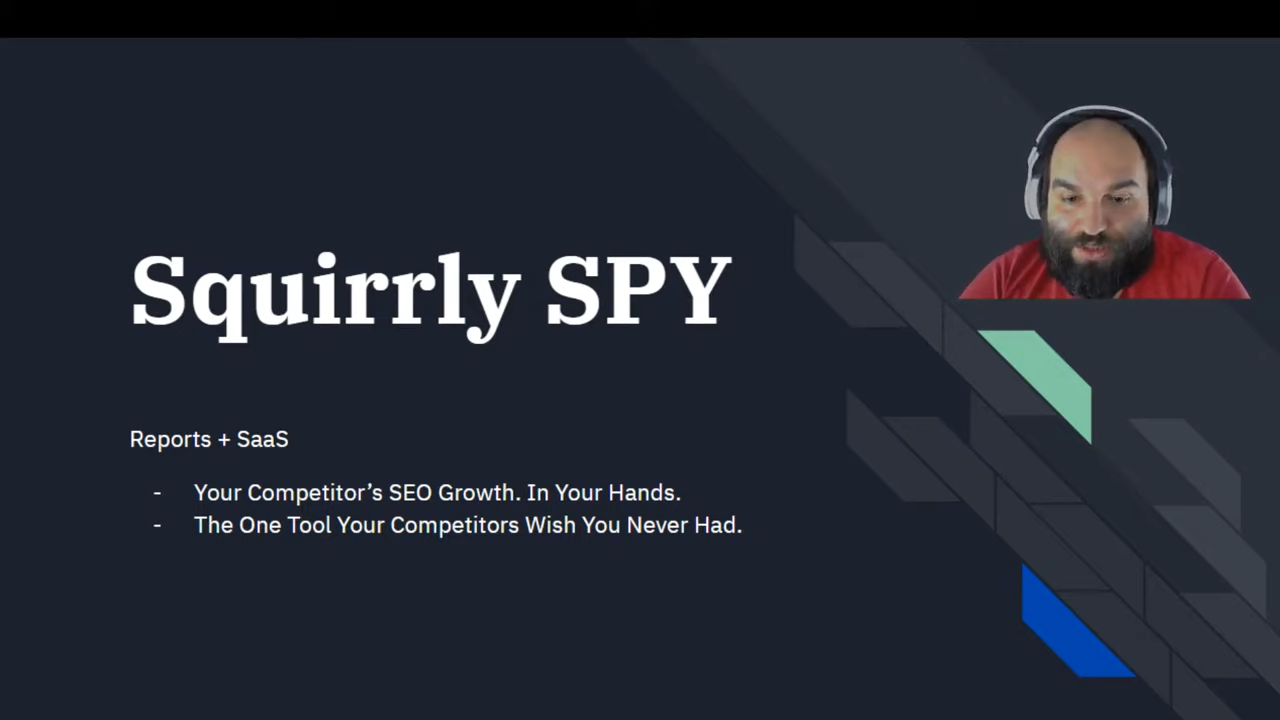 Squirrly SPY
Reports + SaaS
- Your Competitor’s SEO Growth. In Your Hands.
- The One Tool Your Competitors Wish You Never Had.